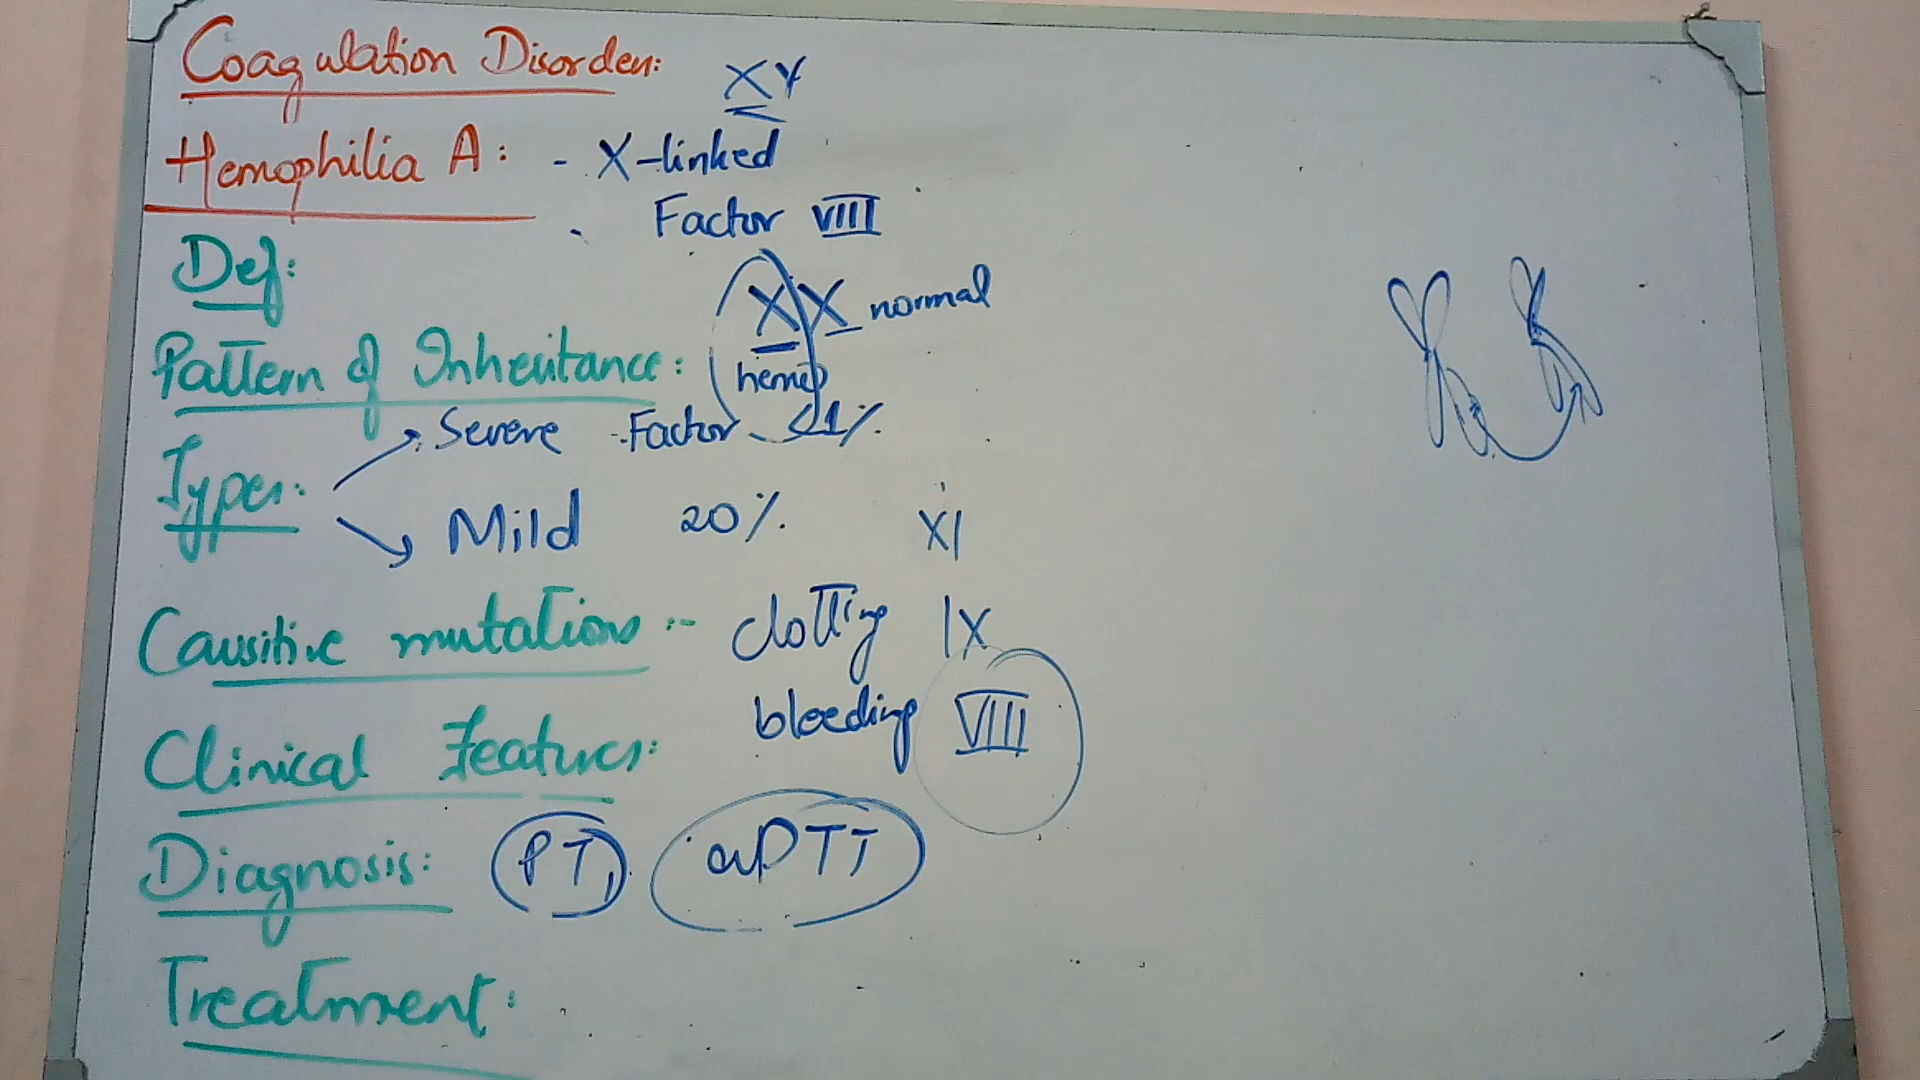 Coagulation Disorder:
XY
Hemophilia A: - X-linked
Factor VIII
Def:
XX normal
Pattern of Inheritance: hemo
Severe - Factor <1%
Types:
Mild 20% XI
Causitive mutations :- clotting IX
bleeding VIII
Clinical Features:
Diagnosis: PT, aPTT
Treatment: